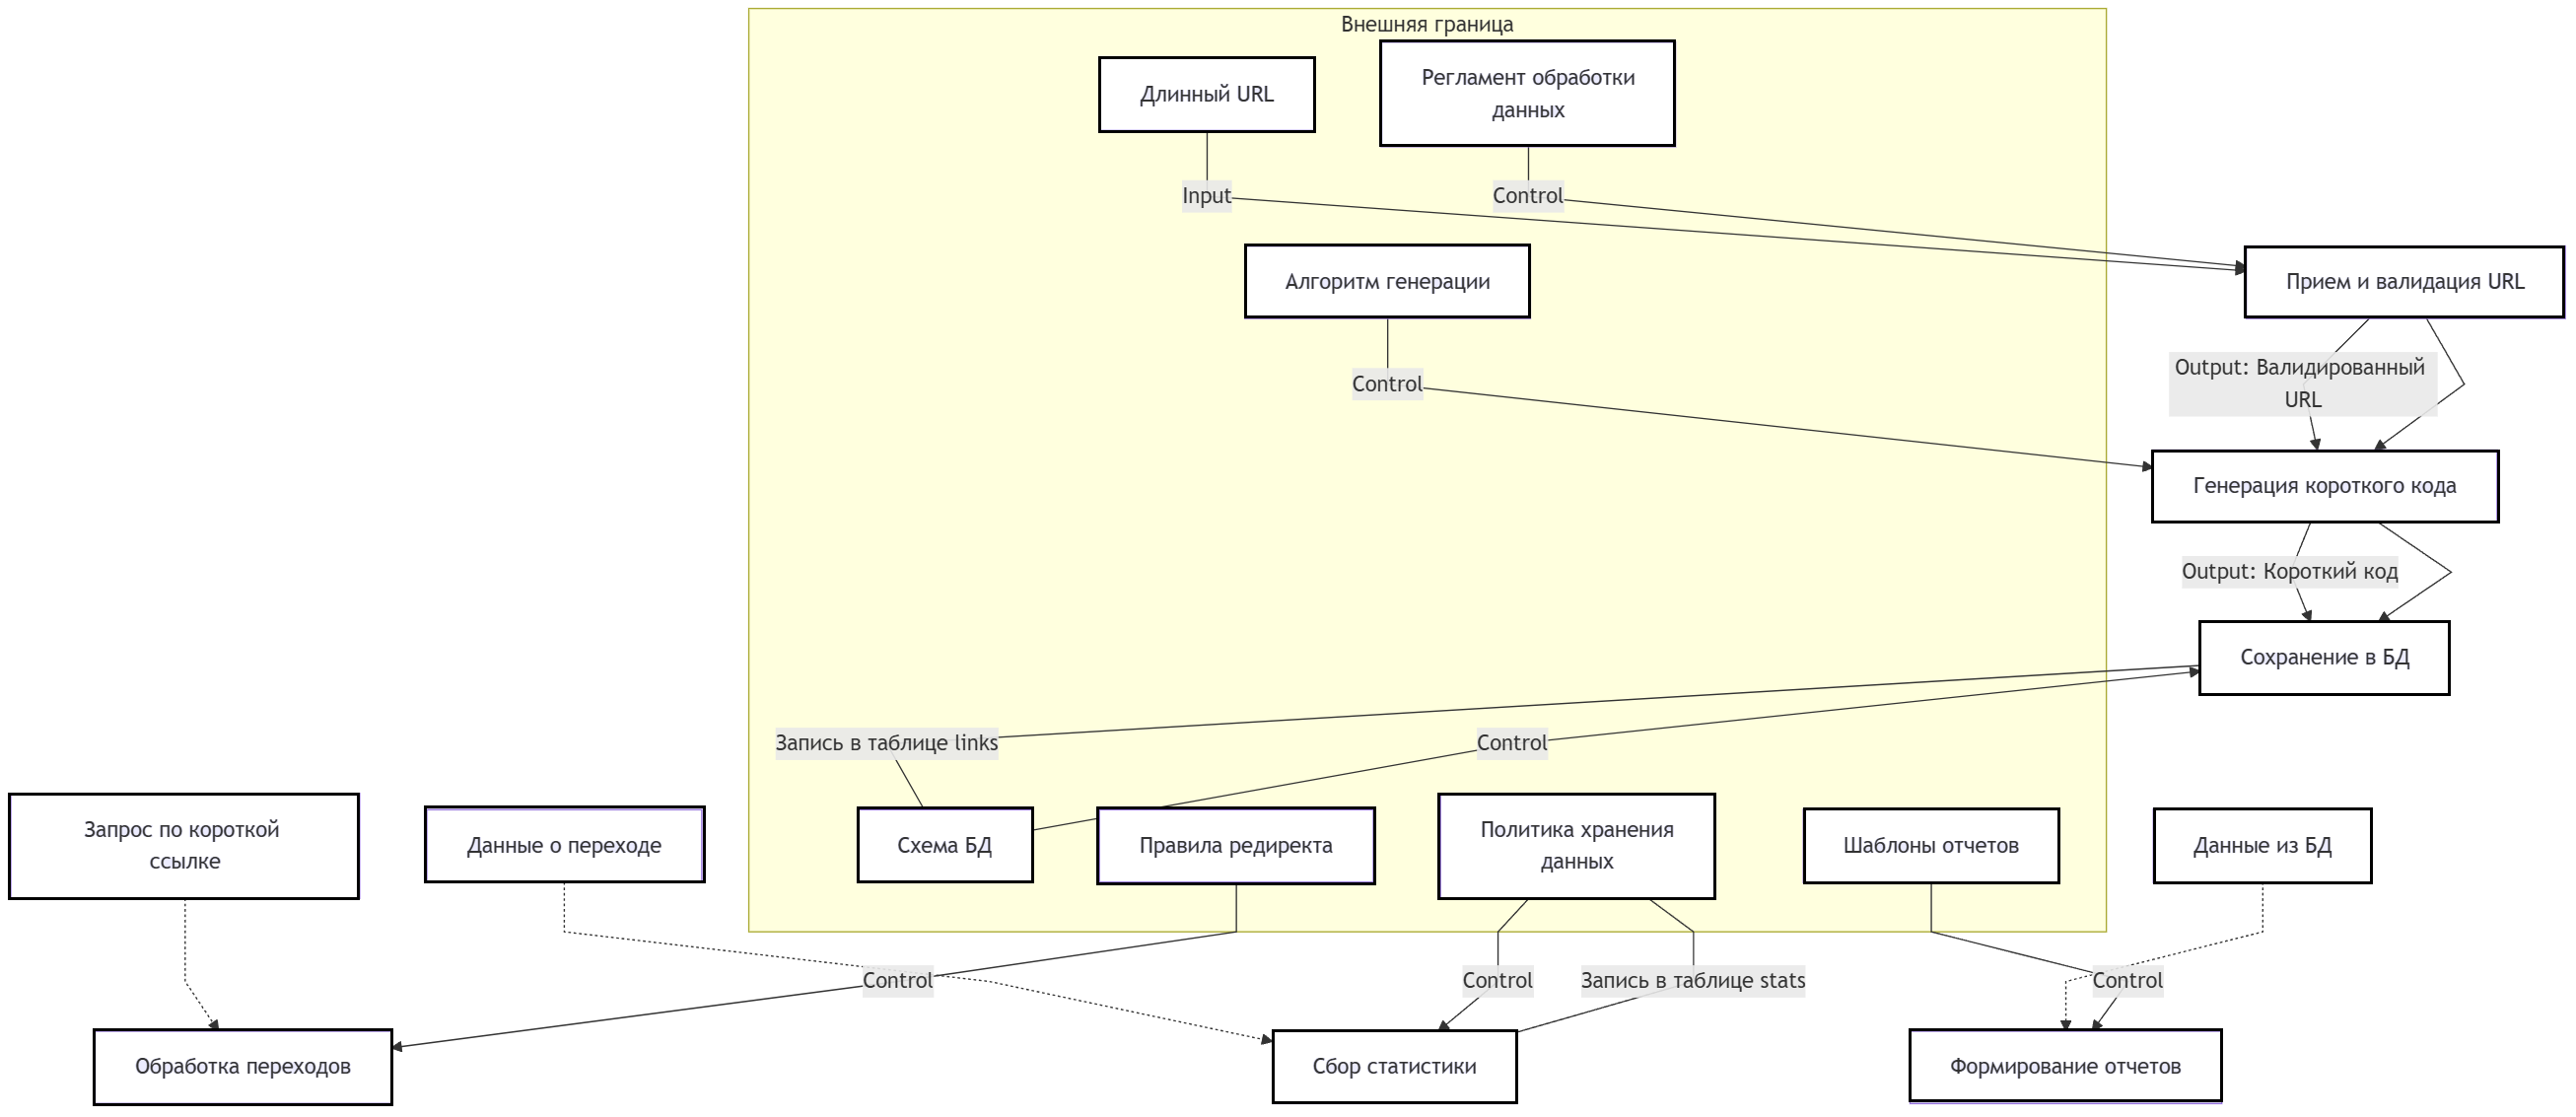 Внешняя граница
Длинный URL
Регламент обработки
данных
Input
Control
Алгоритм генерации
Прием и валидация URL
Output: Валидированный
URL
Control
Генерация короткого кода
Output: Короткий код
Сохранение в БД
Запись в таблице links
Control
Запрос по короткой
ссылке
Данные о переходе
Схема БД
Правила редиректа
Политика хранения
данных
Шаблоны отчетов
Данные из БД
Control
Control
Запись в таблице stats
Control
Обработка переходов
Сбор статистики
Формирование отчетов